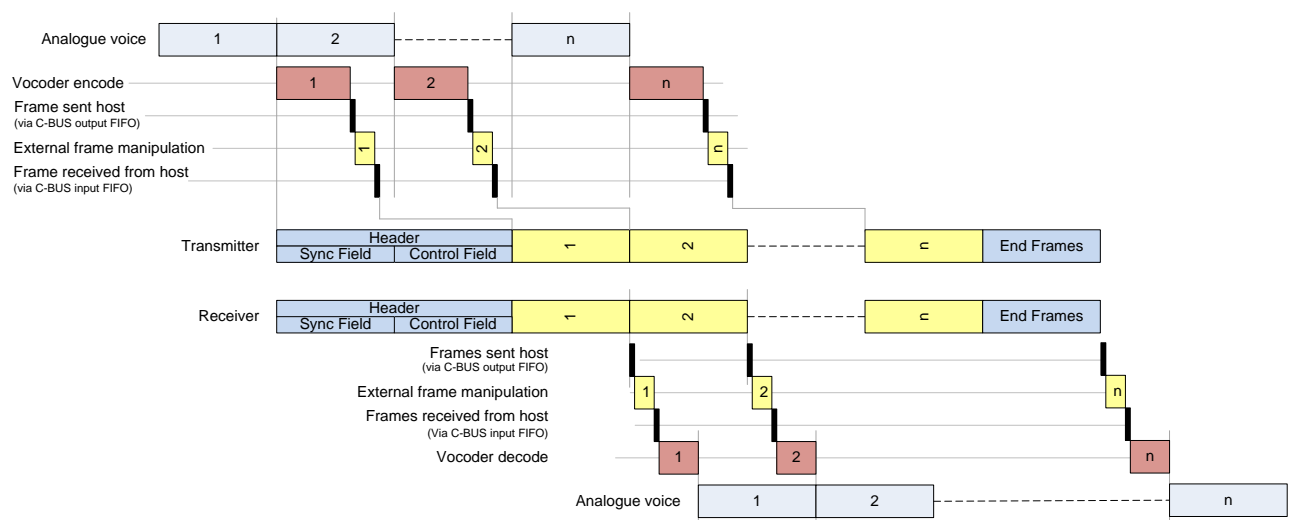 Analogue voice 1 2 n
Vocoder encode 1 2 n
Frame sent host
(via C-BUS output FIFO)
External frame manipulation 1 2 n
Frame received from host
(via C-BUS input FIFO)
Transmitter Header 1 2 n End Frames
Sync Field Control Field
Receiver Header 1 2 n End Frames
Sync Field Control Field
Frames sent host
(via C-BUS output FIFO)
External frame manipulation 1 2 n
Frames received from host
(Via C-BUS input FIFO)
Vocoder decode 1 2 n
Analogue voice 1 2 n